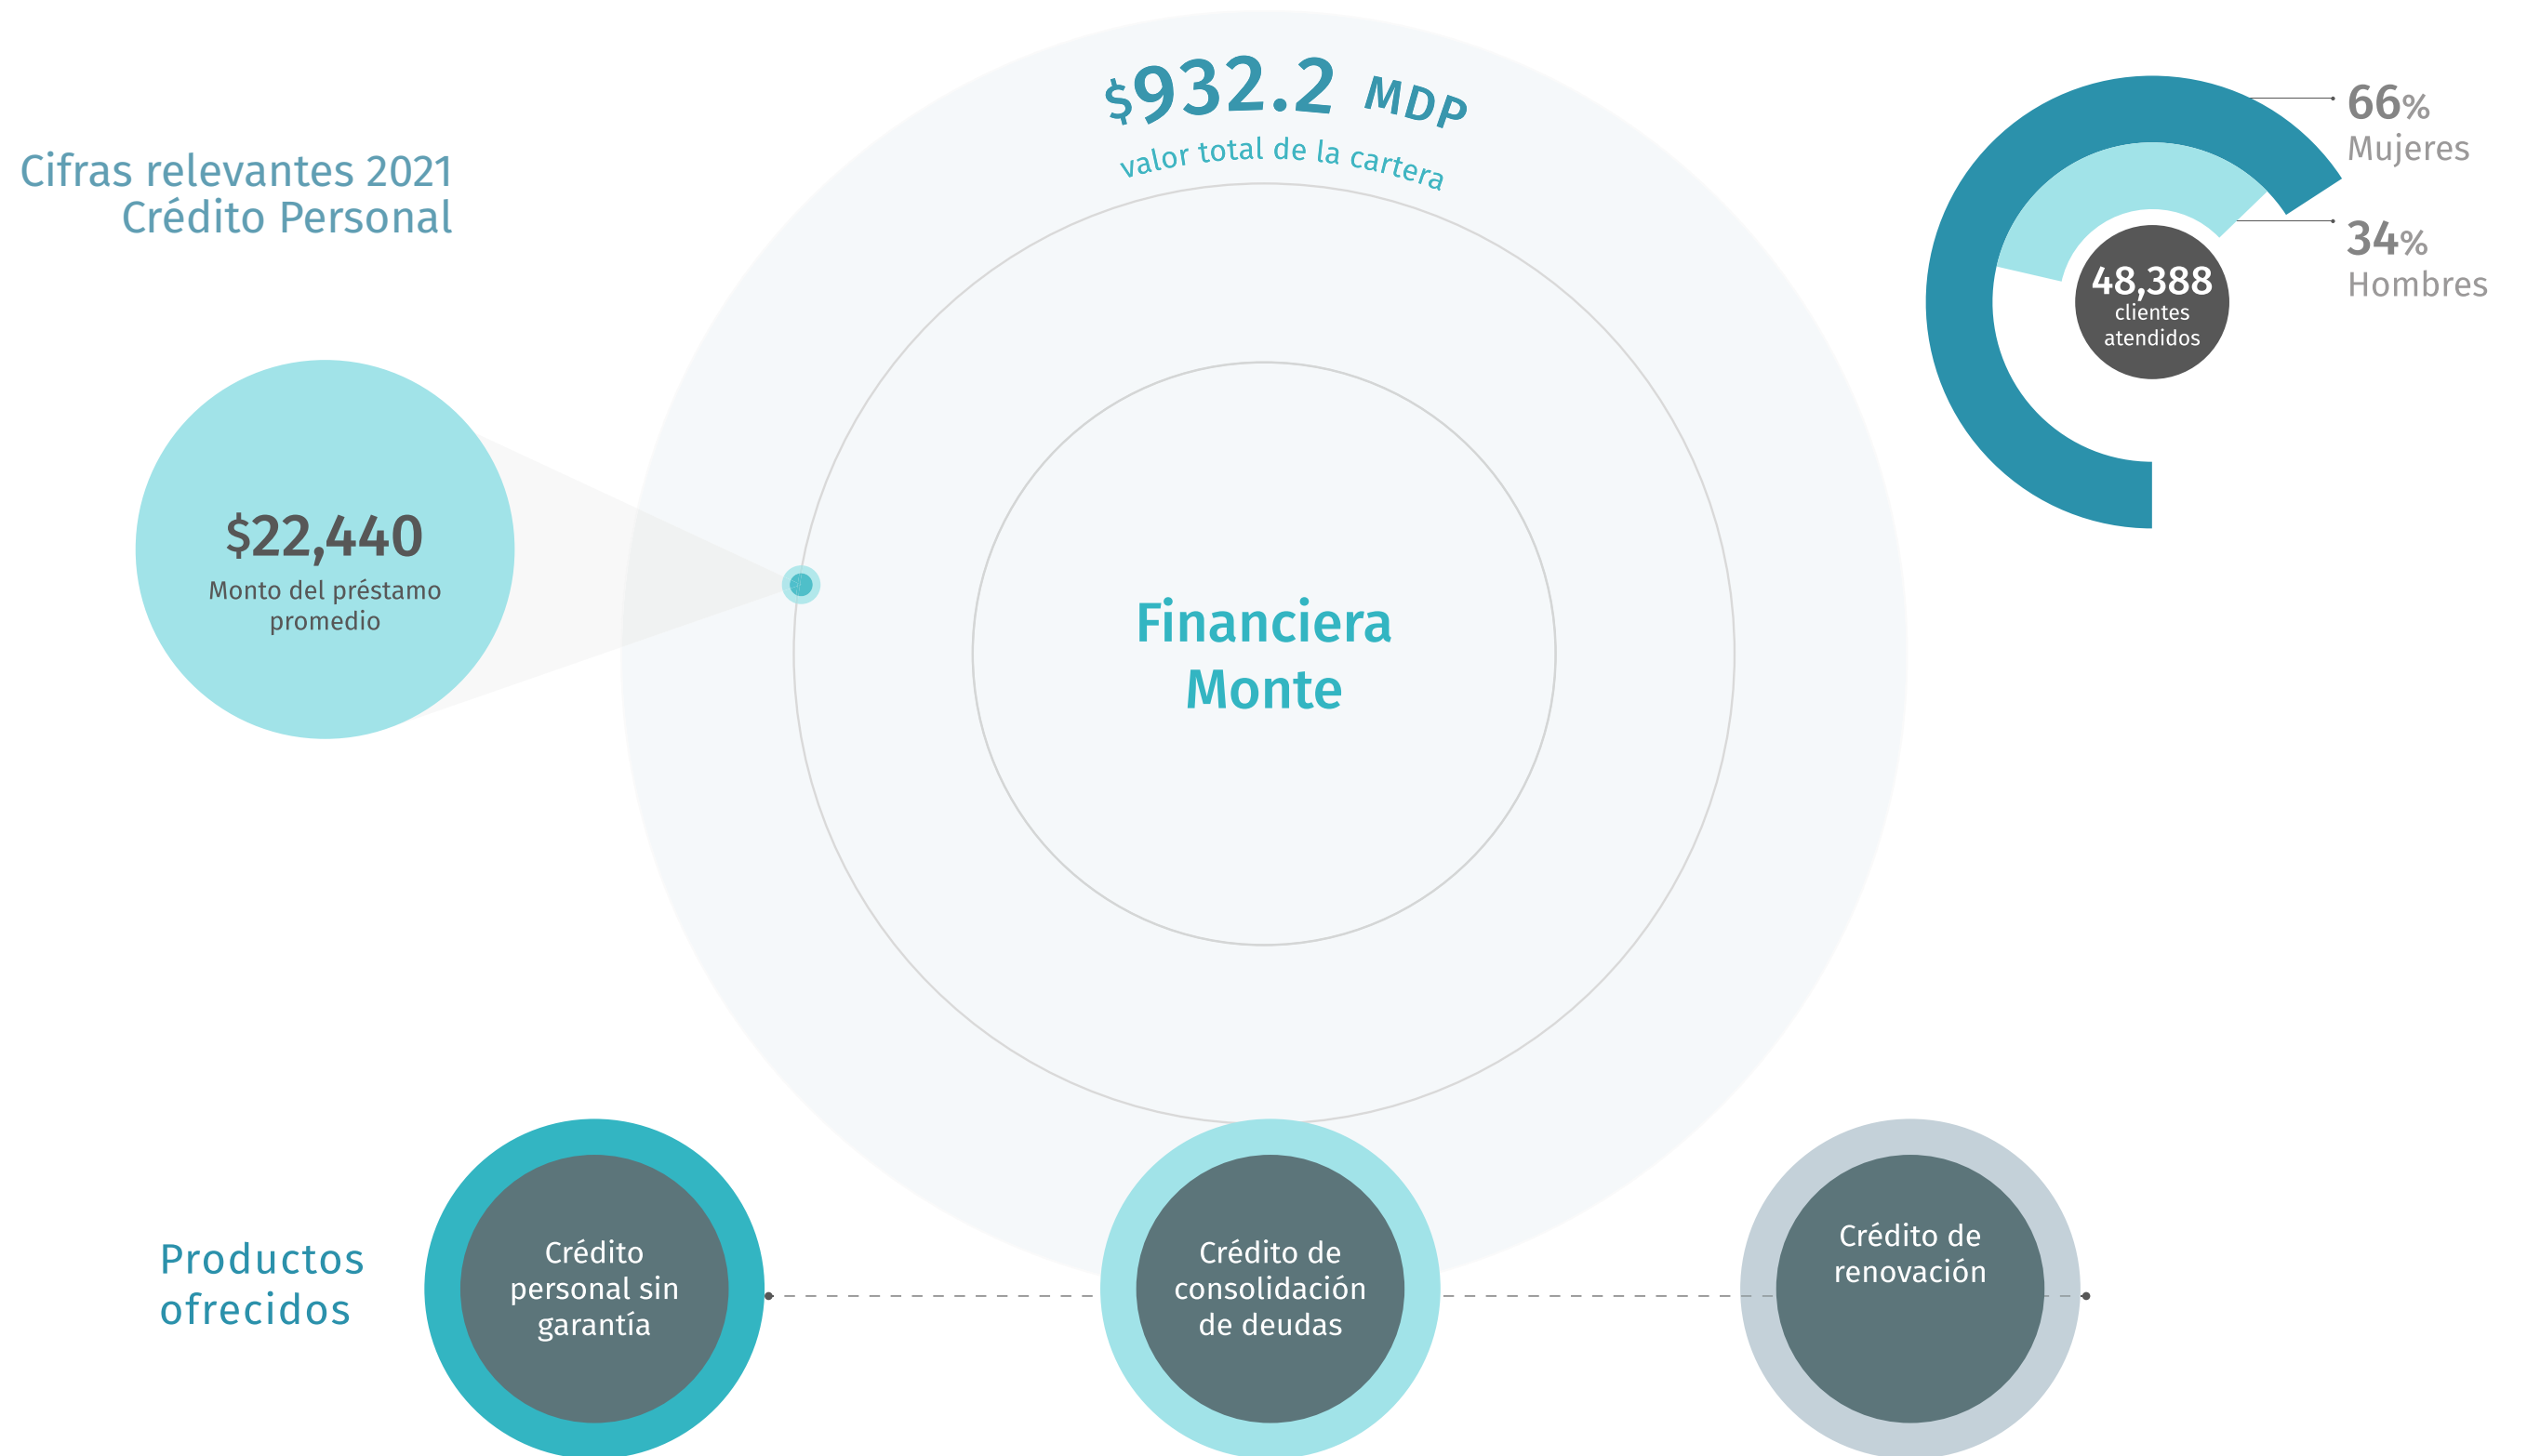 Cifras relevantes 2021
Crédito Personal
$932.2 MDP
valor total de la cartera
66%
Mujeres
34%
Hombres
48,388
clientes
atendidos
$22,440
Monto del préstamo
promedio
Financiera
Monte
Productos
ofrecidos
Crédito
personal sin
garantía
Crédito de
consolidación
de deudas
Crédito de
renovación